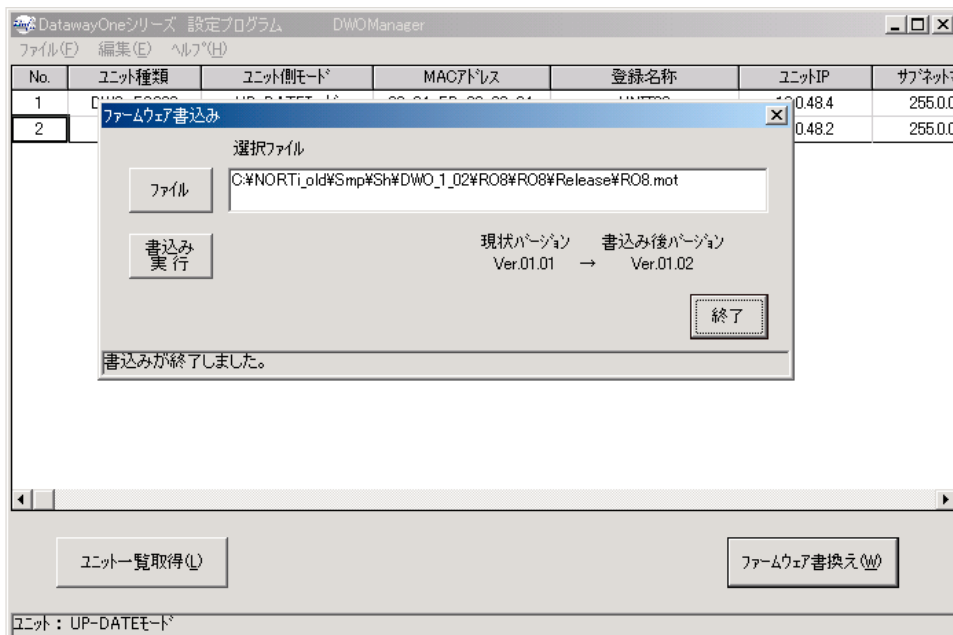 DatawayOneシリーズ 設定プログラム DWOManager
ファイル(F) 編集(E) ヘルプ(H)
No. ユニット種類 ユニット側モード MACアドレス 登録名称 ユニットIP サブネット
1 0.48.4 255.0.0
2 0.48.2 255.0.0
ファームウェア書込み
選択ファイル
ファイル C:¥NORTi_old¥Smp¥Sh¥DWO_1_02¥RO8¥RO8¥Release¥RO8.mot
書込み
実行
現状バージョン 書込み後バージョン
Ver.01.01 → Ver.01.02
終了
書込みが終了しました。
ユニット一覧取得(L) ファームウェア書換え(W)
ユニット : UP-DATEモード